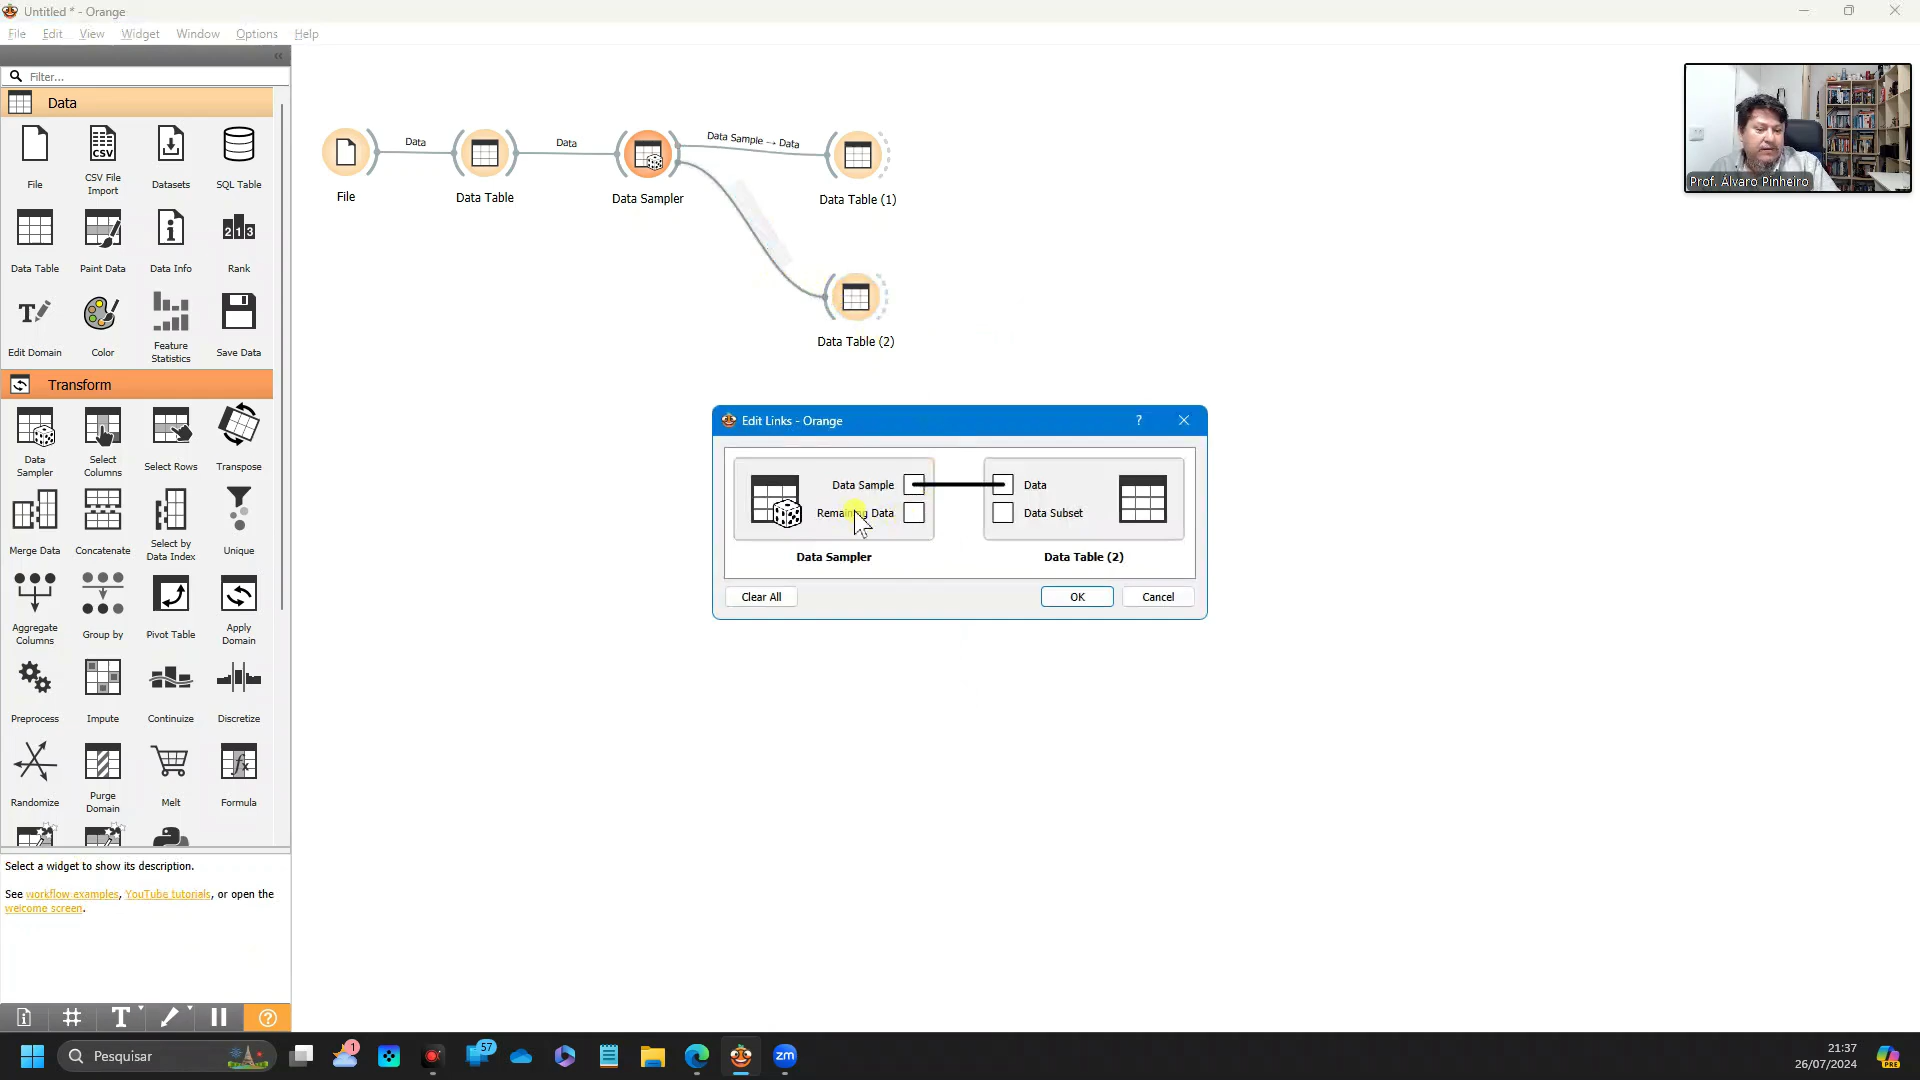 Untitled * - Orange
File Edit View Widget Window Options Help
Filter...
Data
File
CSV File
Import
Datasets
SQL Table
Data Table
Paint Data
Data Info
Rank
Edit Domain
Color
Feature
Statistics
Save Data
Transform
Data
Sampler
Select
Columns
Select Rows
Transpose
Merge Data
Concatenate
Select by
Data Index
Unique
Aggregate
Columns
Group by
Pivot Table
Apply
Domain
Preprocess
Impute
Continuize
Discretize
Randomize
Purge
Domain
Melt
Formula
Select a widget to show its description.
See workflow examples, YouTube tutorials, or open the
welcome screen.
File
Data
Data Table
Data
Data Sampler
Data Sample → Data
Data Table (1)
Data Table (2)
Prof. Álvaro Pinheiro
Edit Links - Orange
Data Sample
Remaining Data
Data Sampler
Data
Data Subset
Data Table (2)
Clear All
OK
Cancel
Pesquisar
1
57
zm
21:37
26/07/2024
PRE